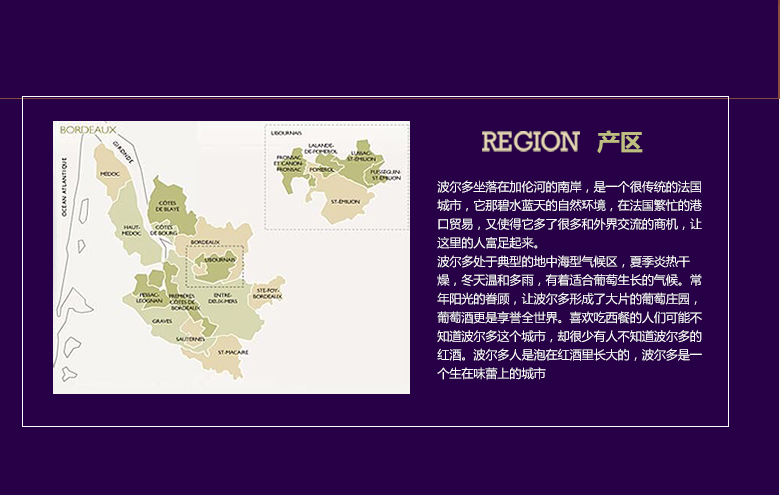 BORDEAUX
GIRONDE
OCEAN ATLANTIQUE
MÉDOC
HAUT-
MÉDOC
CÔTES
DE BLAYE
CÔTES
DE BOURG
BORDEAUX
LIBOURNAIS
PESSAC-
LÉOGNAN
PREMIÈRES
CÔTES DE
BORDEAUX
ENTRE-
DEUX-MERS
STE-FOY-
BORDEAUX
GRAVES
SAUTERNES
ST-MACAIRE
LIBOURNAIS
LALANDE-
DE-POMEROL
FRONSAC
ET CANON-
FRONSAC
POMEROL
LUSSAC-
ST-ÉMILION
PUISSEGUIN-
ST-ÉMILION
ST-ÉMILION
REGION 产区
波尔多坐落在加伦河的南岸，是一个很传统的法国
城市，它那碧水蓝天的自然环境，在法国繁忙的港
口贸易，又使得它多了很多和外界交流的商机，让
这里的人富足起来。
波尔多处于典型的地中海型气候区，夏季炎热干
燥，冬天温和多雨，有着适合葡萄生长的气候。常
年阳光的眷顾，让波尔多形成了大片的葡萄庄园，
葡萄酒更是享誉全世界。喜欢吃西餐的人们可能不
知道波尔多这个城市，却很少有人不知道波尔多的
红酒。波尔多人是泡在红酒里长大的，波尔多是一
个生在味蕾上的城市